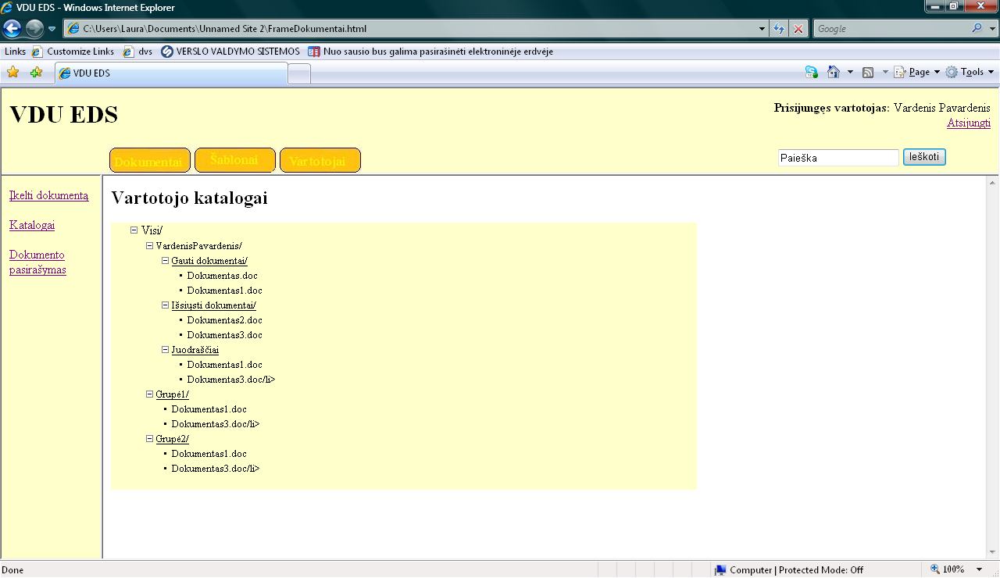 VDU EDS - Windows Internet Explorer
C:\Users\Laura\Documents\Unnamed Site 2\FrameDokumentai.html
Google
Links Customize Links dvs VERSLO VALDYMO SISTEMOS Nuo sausio bus galima pasirašinėti elektroninėje erdvėje
VDU EDS
Page Tools
VDU EDS
Prisijungęs vartotojas: Vardenis Pavardenis
Atsijungti
Dokumentai Šablonai Vartotojai
Paieška Ieškoti
Įkelti dokumentą
Katalogai
Dokumento
pasirašymas
Vartotojo katalogai
Visi/
VardenisPavardenis/
Gauti dokumentai/
Dokumentas.doc
Dokumentas1.doc
Išsiųsti dokumentai/
Dokumentas2.doc
Dokumentas3.doc
Juodraščiai
Dokumentas1.doc
Dokumentas3.doc/li>
Grupė1/
Dokumentas1.doc
Dokumentas3.doc/li>
Grupė2/
Dokumentas1.doc
Dokumentas3.doc/li>
Done
Computer | Protected Mode: Off
100%